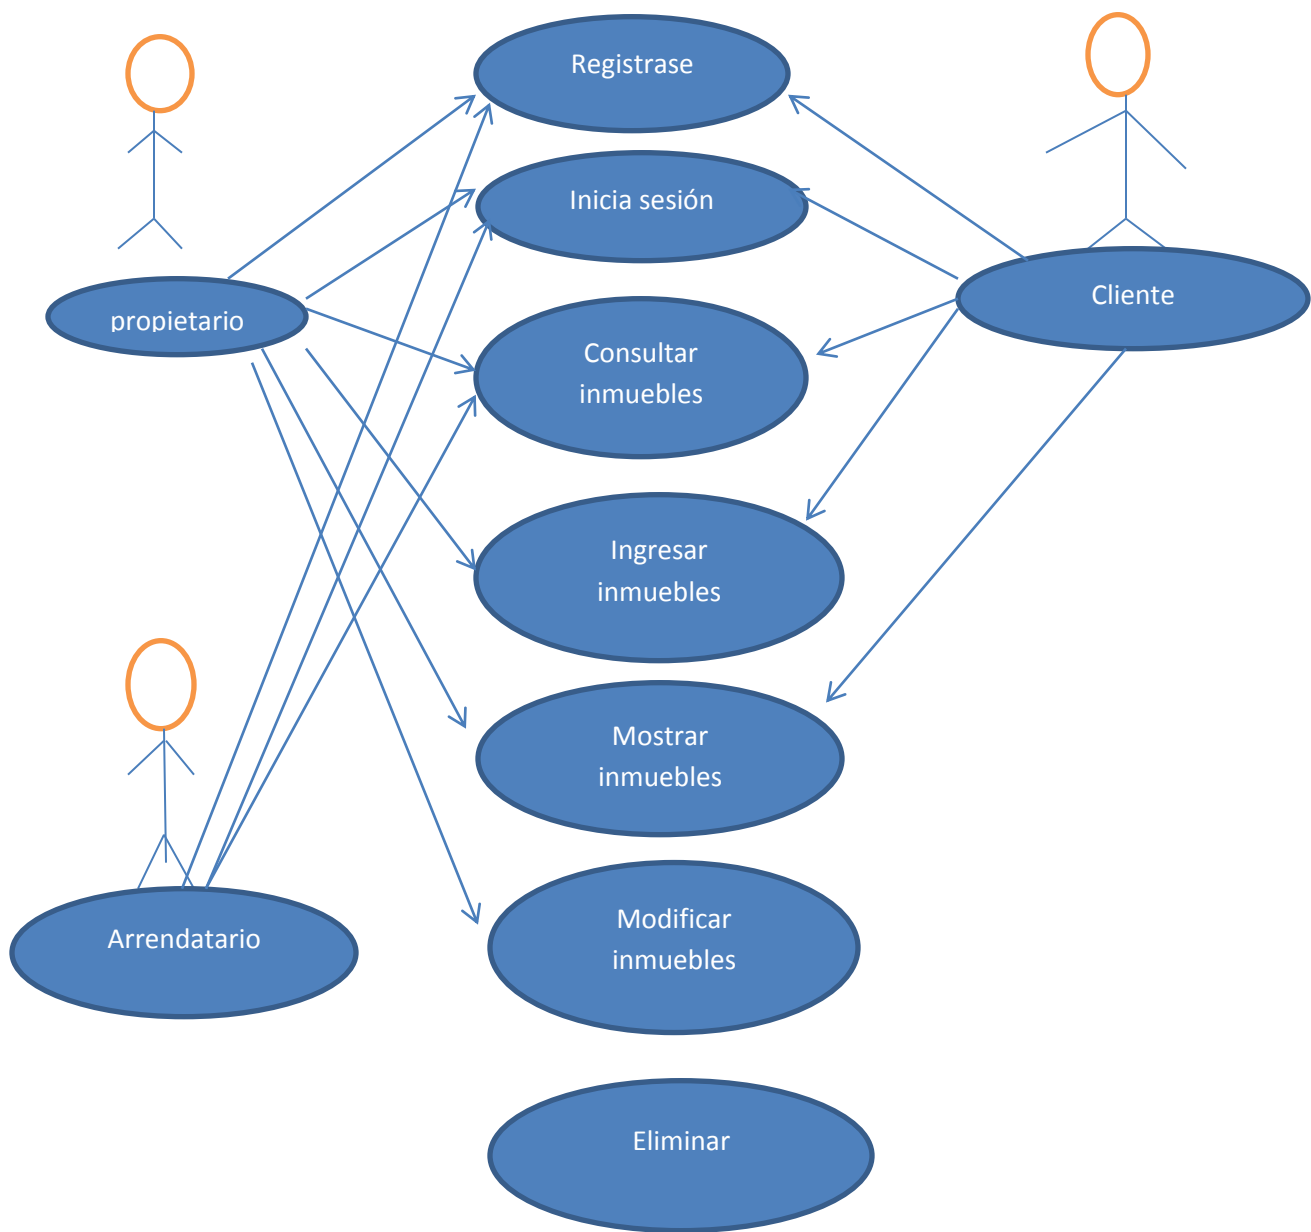 Registrase
Inicia sesión
propietario
Cliente
Consultar
inmuebles
Ingresar
inmuebles
Mostrar
inmuebles
Arrendatario
Modificar
inmuebles
Eliminar